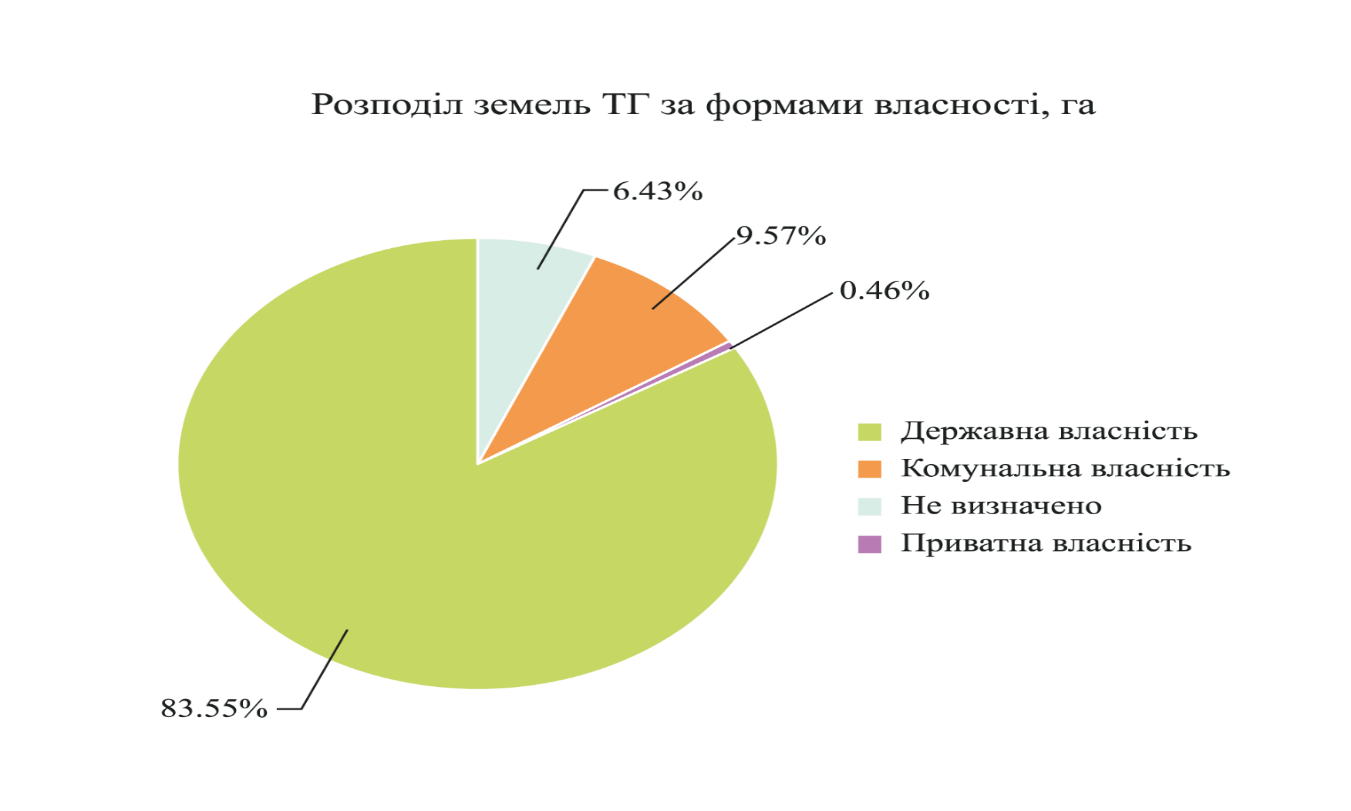 Розподіл земель ТГ за формами власності, га
6.43%
9.57%
0.46%
Державна власність
Комунальна власність
Не визначено
Приватна власність
83.55%